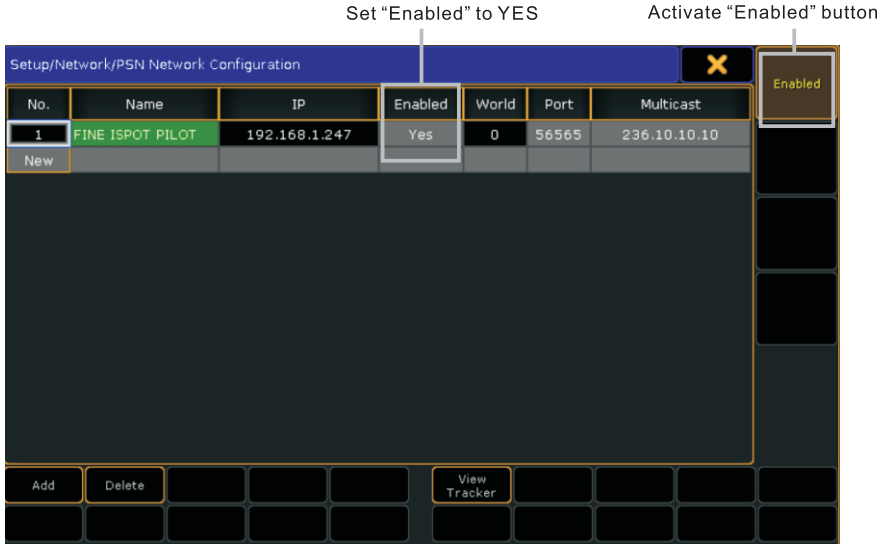 Set “Enabled” to YES
Activate “Enabled” button
Setup/Network/PSN Network Configuration
Enabled
No. Name IP Enabled World Port Multicast
1 FINE ISPOT PILOT 192.168.1.247 Yes 0 56565 236.10.10.10
New
Add Delete View
Tracker